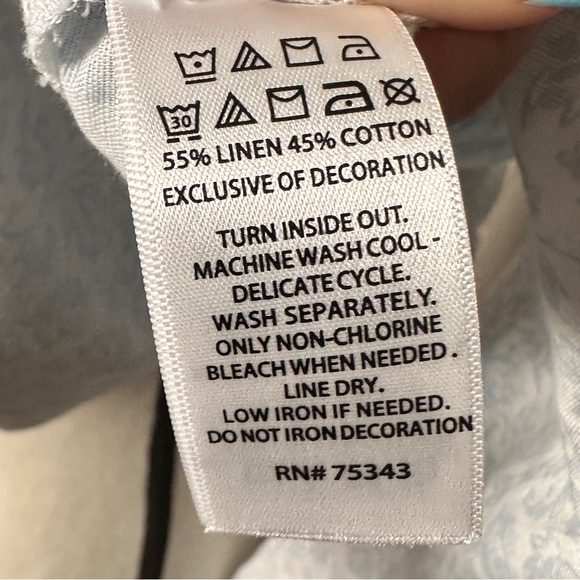 30
55% LINEN 45% COTTON
EXCLUSIVE OF DECORATION
TURN INSIDE OUT.
MACHINE WASH COOL -
DELICATE CYCLE.
WASH SEPARATELY.
ONLY NON-CHLORINE
BLEACH WHEN NEEDED.
LINE DRY.
LOW IRON IF NEEDED.
DO NOT IRON DECORATION
RN# 75343